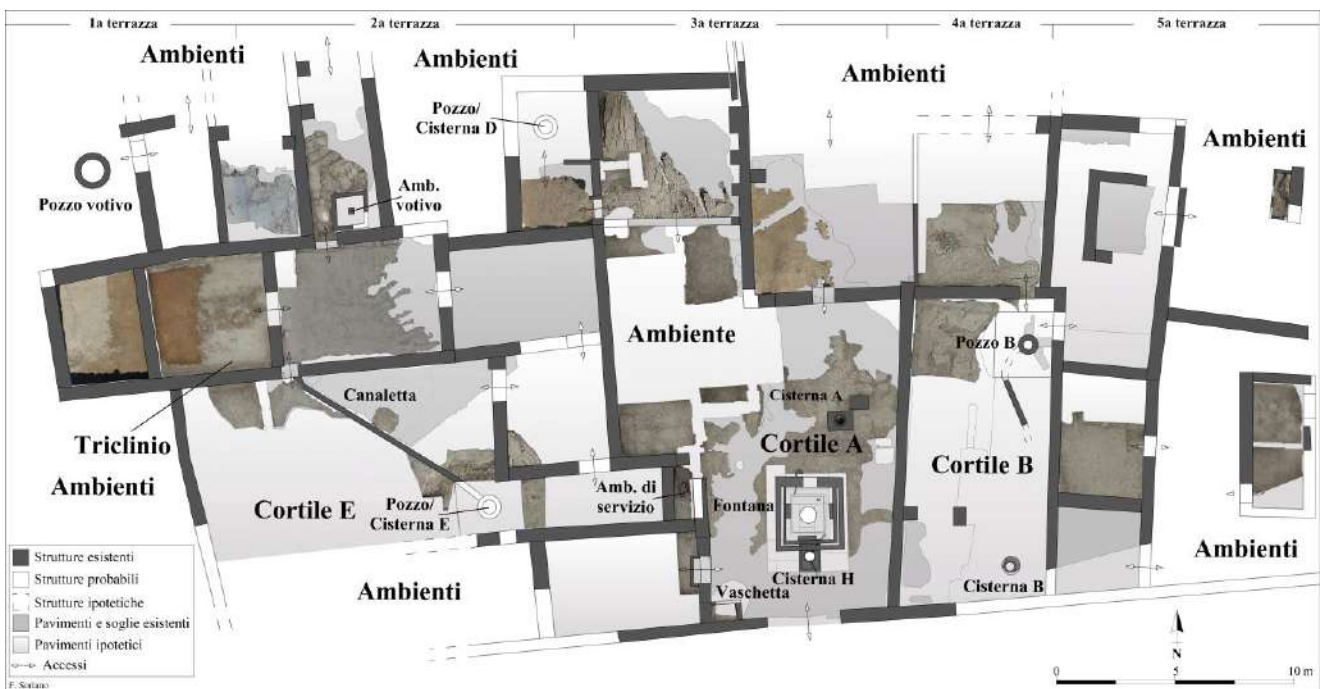 1a terrazza
2a terrazza
3a terrazza
4a terrazza
5a terrazza
Ambienti
Ambienti
Ambienti
Ambienti
Pozzo votivo
Amb.
votivo
Pozzo/
Cisterna D
Ambiente
Pozzo B
Canaletta
Cisterna A
Triclinio
Cortile A
Cortile B
Ambienti
Amb. di
servizio
Fontana
Cortile E
Pozzo/
Cisterna E
Ambienti
Ambienti
Cisterna H
Cisterna B
Vaschetta
Strutture esistenti
Strutture probabili
Strutture ipotetiche
Pavimenti e soglie esistenti
Pavimenti ipotetici
Accessi
N
0 5 10 m
F. Soriano